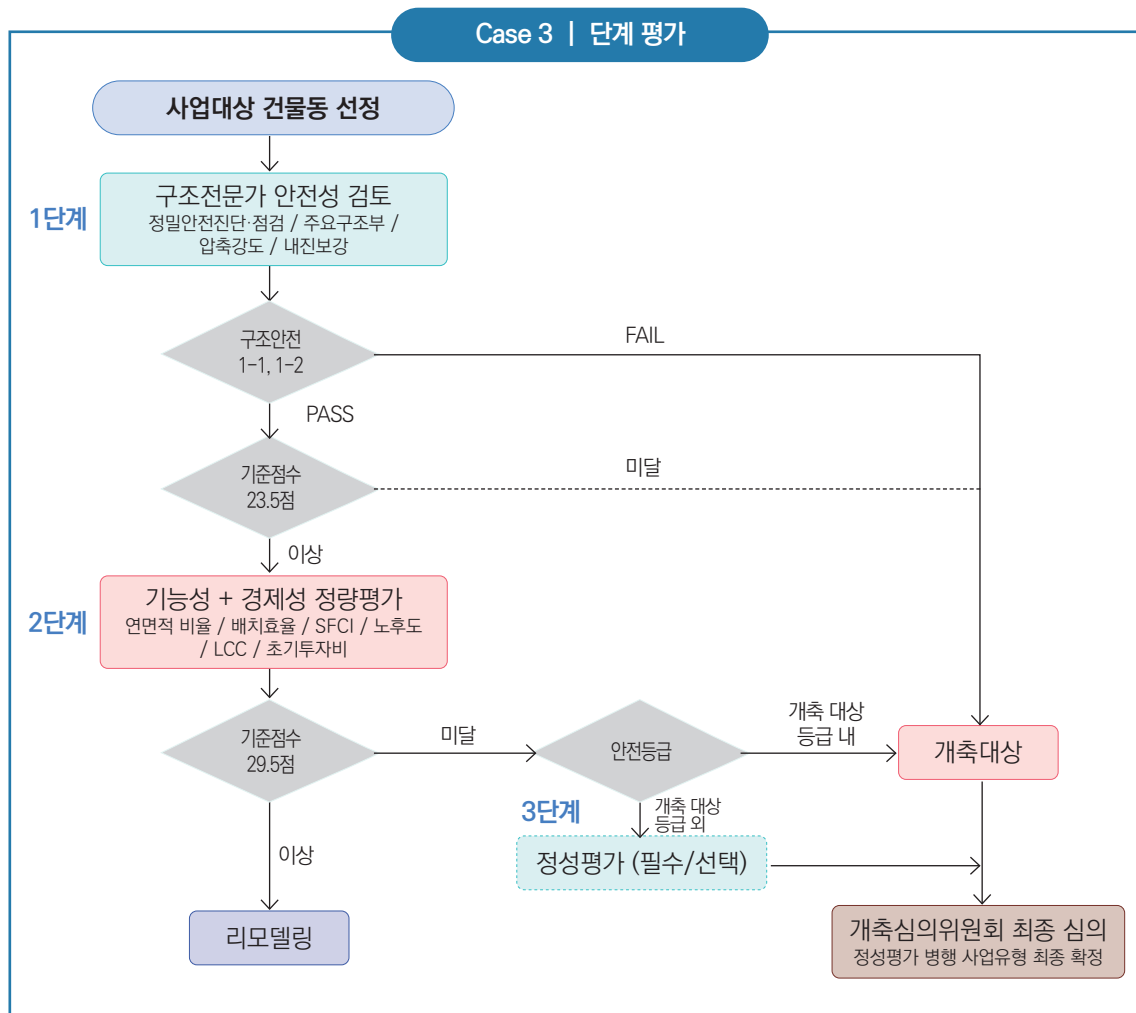 Case 3 | 단계 평가
사업대상 건물동 선정
1단계
구조전문가 안전성 검토
정밀안전진단·점검 / 주요구조부 /
압축강도 / 내진보강
구조안전
1-1, 1-2
FAIL
PASS
기준점수
23.5점
미달
이상
2단계
기능성 + 경제성 정량평가
연면적 비율 / 배치효율 / SFCI / 노후도
/ LCC / 초기투자비
기준점수
29.5점
미달
안전등급
개축 대상
등급 내
개축대상
3단계
개축 대상
등급 외
정성평가 (필수/선택)
이상
리모델링
개축심의위원회 최종 심의
정성평가 병행 사업유형 최종 확정